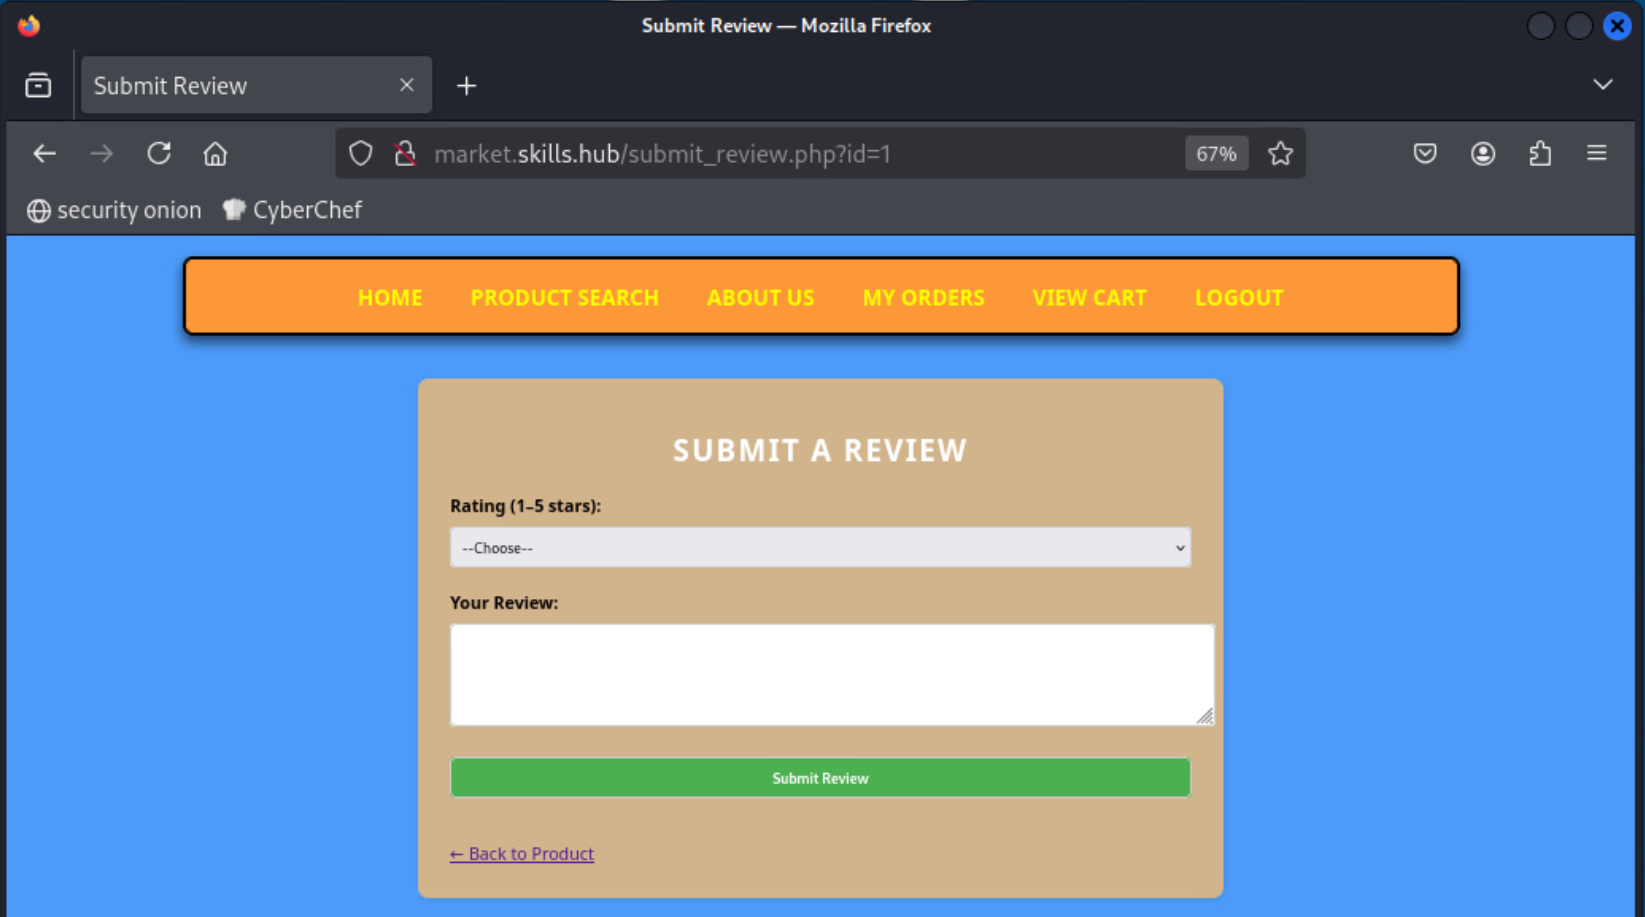 Submit Review — Mozilla Firefox
Submit Review
market.skills.hub/submit_review.php?id=1
67%
security onion CyberChef
HOME PRODUCT SEARCH ABOUT US MY ORDERS VIEW CART LOGOUT
SUBMIT A REVIEW
Rating (1–5 stars):
--Choose--
Your Review:
Submit Review
← Back to Product